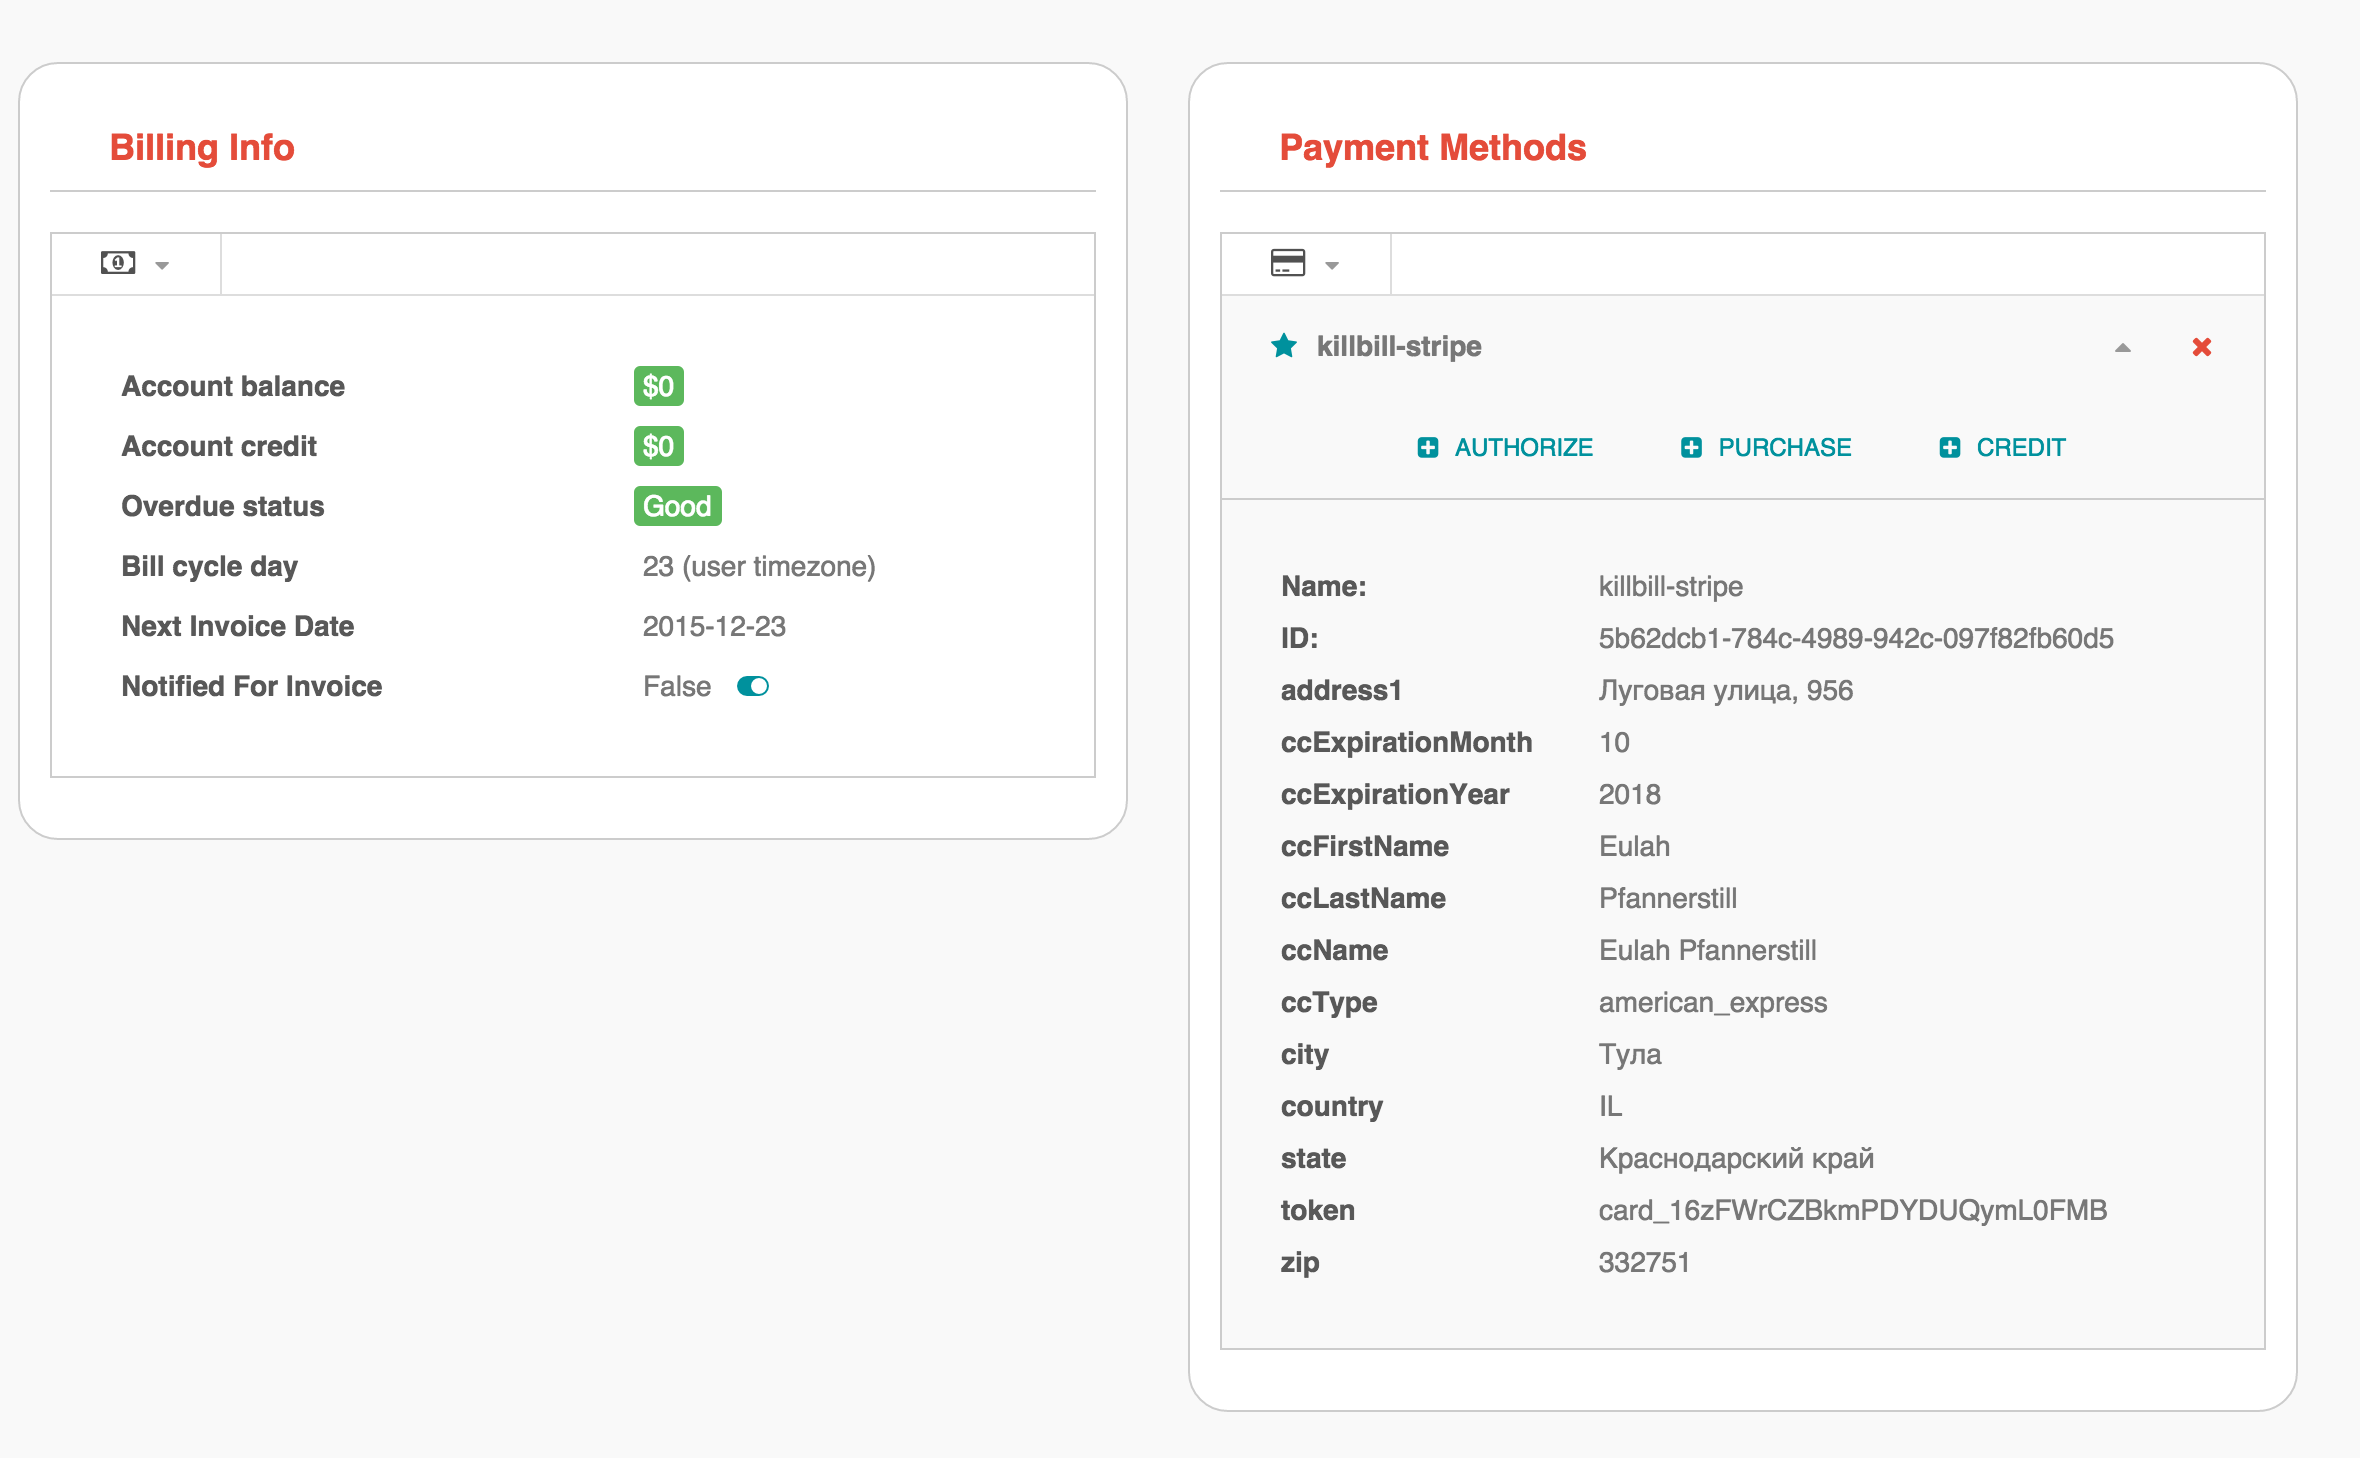 Billing Info
Account balance $0
Account credit $0
Overdue status Good
Bill cycle day 23 (user timezone)
Next Invoice Date 2015-12-23
Notified For Invoice False
Payment Methods
killbill-stripe
AUTHORIZE PURCHASE CREDIT
Name: killbill-stripe
ID: 5b62dcb1-784c-4989-942c-097f82fb60d5
address1 Луговая улица, 956
ccExpirationMonth 10
ccExpirationYear 2018
ccFirstName Eulah
ccLastName Pfannerstill
ccName Eulah Pfannerstill
ccType american_express
city Тула
country IL
state Краснодарский край
token card_16zFWrCZBkmPDYDUQymL0FMB
zip 332751